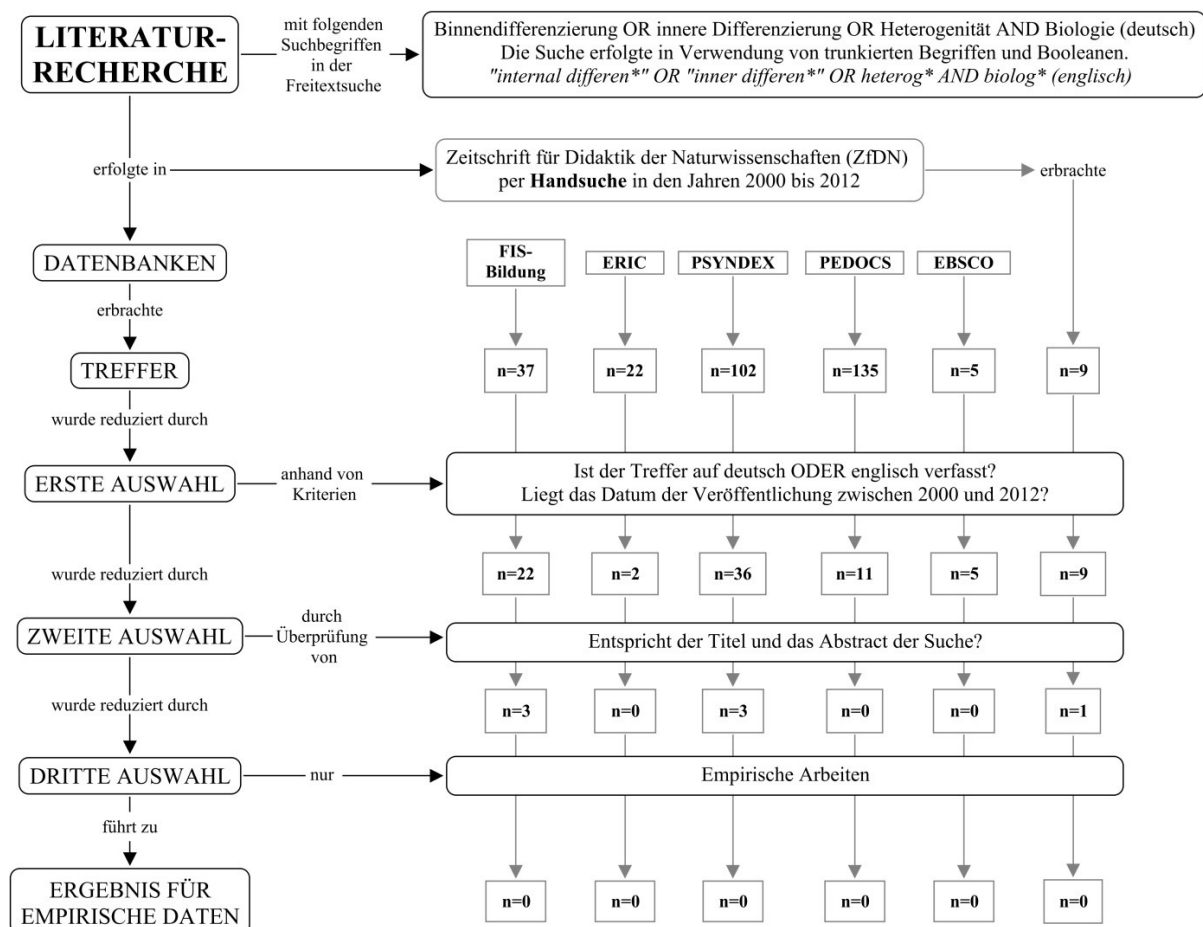 LITERATUR-
RECHERCHE
mit folgenden
Suchbegriffen
in der
Freitextsuche
Binnendifferenzierung OR innere Differenzierung OR Heterogenität AND Biologie (deutsch)
Die Suche erfolgte in Verwendung von trunkierten Begriffen und Booleanen.
"internal differen*" OR "inner differen*" OR heterog* AND biolog* (englisch)
erfolgte in
Zeitschrift für Didaktik der Naturwissenschaften (ZfDN)
per Handsuche in den Jahren 2000 bis 2012
erbrachte
DATENBANKEN
FIS-
Bildung
ERIC
PSYNDEX
PEDOCS
EBSCO
erbrachte
TREFFER
n=37
n=22
n=102
n=135
n=5
n=9
wurde reduziert durch
ERSTE AUSWAHL
anhand von
Kriterien
Ist der Treffer auf deutsch ODER englisch verfasst?
Liegt das Datum der Veröffentlichung zwischen 2000 und 2012?
wurde reduziert durch
n=22
n=2
n=36
n=11
n=5
n=9
ZWEITE AUSWAHL
durch
Überprüfung
von
Entspricht der Titel und das Abstract der Suche?
wurde reduziert durch
n=3
n=0
n=3
n=0
n=0
n=1
DRITTE AUSWAHL
nur
Empirische Arbeiten
führt zu
ERGEBNIS FÜR
EMPIRISCHE DATEN
n=0
n=0
n=0
n=0
n=0
n=0